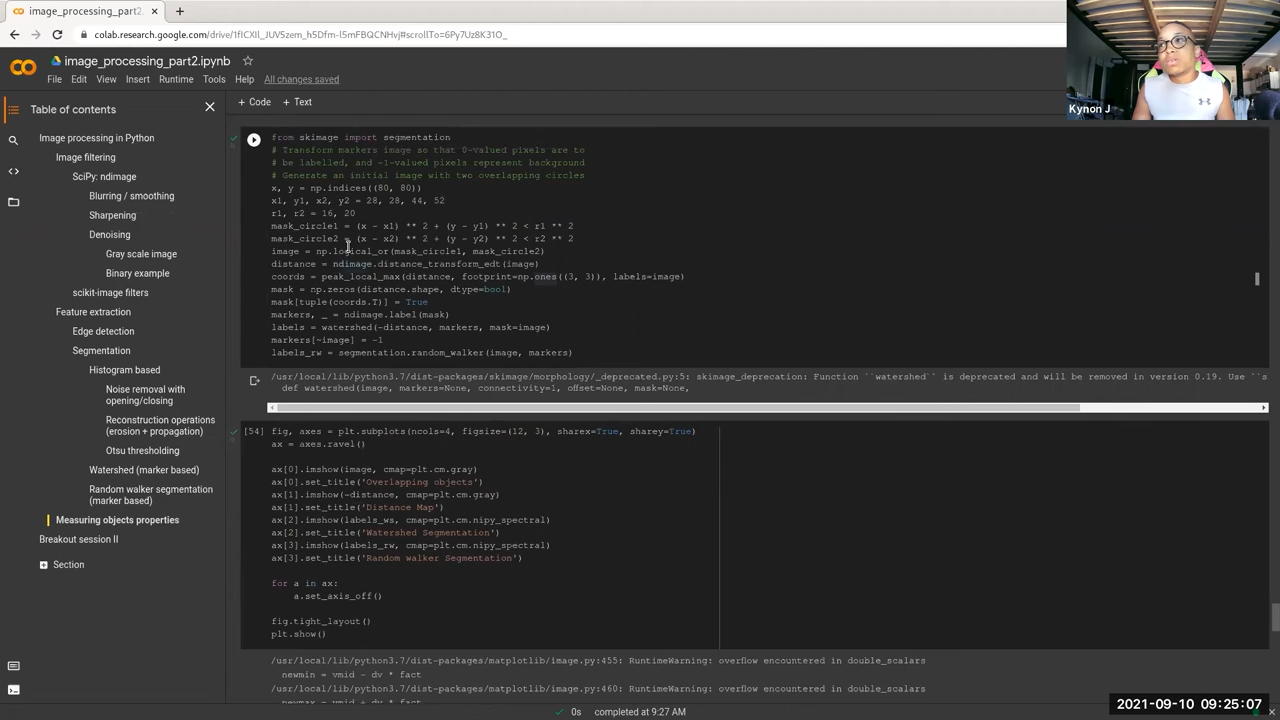 image_processing_part2.
colab.research.google.com/drive/1fICXIl_JUV5zem_h5Dfm-l5mFBQCNHvj#scrollTo=6Py7Uz8K31O_
image_processing_part2.ipynb
File Edit View Insert Runtime Tools Help All changes saved
Table of contents
Image processing in Python
Image filtering
SciPy: ndimage
Blurring / smoothing
Sharpening
Denoising
Gray scale image
Binary example
scikit-image filters
Feature extraction
Edge detection
Segmentation
Histogram based
Noise removal with
opening/closing
Reconstruction operations
(erosion + propagation)
Otsu thresholding
Watershed (marker based)
Random walker segmentation
(marker based)
Measuring objects properties
Breakout session II
Section
+ Code + Text
from skimage import segmentation
# Transform markers image so that 0-valued pixels are to
# be labelled, and -1-valued pixels represent background
# Generate an initial image with two overlapping circles
x, y = np.indices((80, 80))
x1, y1, x2, y2 = 28, 28, 44, 52
r1, r2 = 16, 20
mask_circle1 = (x - x1) ** 2 + (y - y1) ** 2 < r1 ** 2
mask_circle2 = (x - x2) ** 2 + (y - y2) ** 2 < r2 ** 2
image = np.logical_or(mask_circle1, mask_circle2)
distance = ndimage.distance_transform_edt(image)
coords = peak_local_max(distance, footprint=np.ones((3, 3)), labels=image)
mask = np.zeros(distance.shape, dtype=bool)
mask[tuple(coords.T)] = True
markers, _ = ndimage.label(mask)
labels = watershed(-distance, markers, mask=image)
markers[~image] = -1
labels_rw = segmentation.random_walker(image, markers)
/usr/local/lib/python3.7/dist-packages/skimage/morphology/_deprecated.py:5: skimage_deprecation: Function ``watershed`` is deprecated and will be removed in version 0.19. Use ``s
def watershed(image, markers=None, connectivity=1, offset=None, mask=None,
[54] fig, axes = plt.subplots(ncols=4, figsize=(12, 3), sharex=True, sharey=True)
ax = axes.ravel()
ax[0].imshow(image, cmap=plt.cm.gray)
ax[0].set_title('Overlapping objects')
ax[1].imshow(-distance, cmap=plt.cm.gray)
ax[1].set_title('Distance Map')
ax[2].imshow(labels_ws, cmap=plt.cm.nipy_spectral)
ax[2].set_title('Watershed Segmentation')
ax[3].imshow(labels_rw, cmap=plt.cm.nipy_spectral)
ax[3].set_title('Random walker Segmentation')
for a in ax:
a.set_axis_off()
fig.tight_layout()
plt.show()
/usr/local/lib/python3.7/dist-packages/matplotlib/image.py:455: RuntimeWarning: overflow encountered in double_scalars
newmin = vmid - dv * fact
/usr/local/lib/python3.7/dist-packages/matplotlib/image.py:460: RuntimeWarning: overflow encountered in double_scalars
newmax = vmid + dv * fact
0s completed at 9:27 AM
Kynon J
2021-09-10 09:25:07